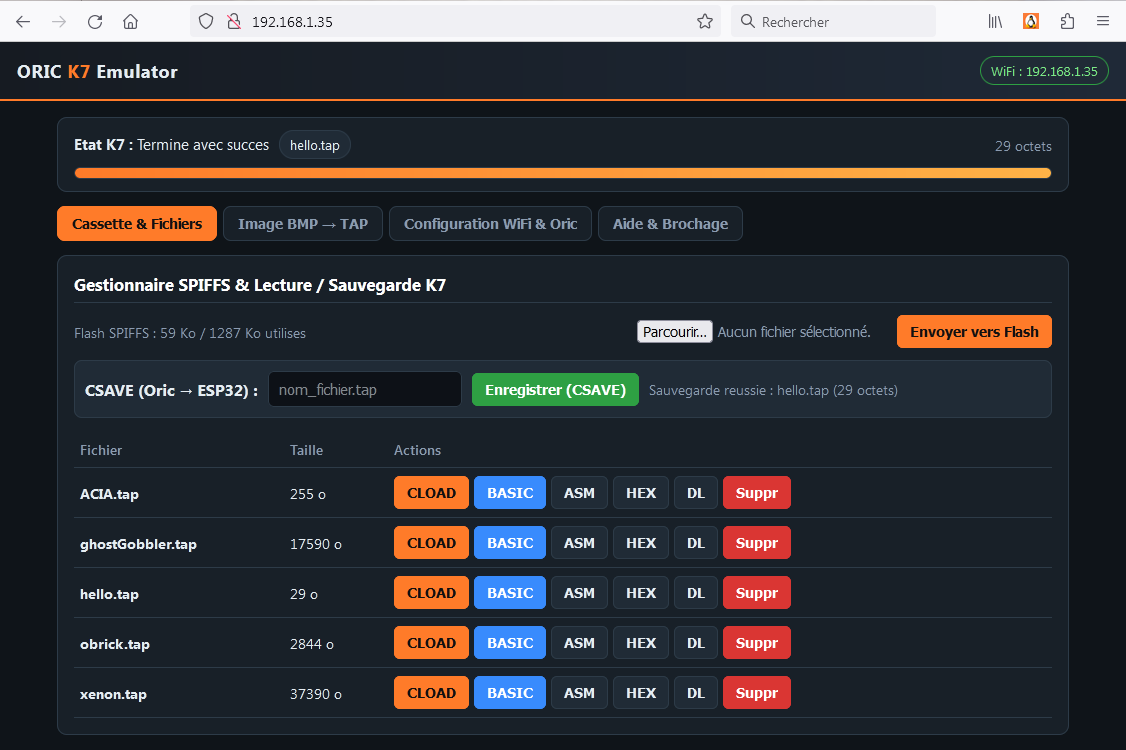 192.168.1.35
Rechercher
ORIC K7 Emulator
WiFi : 192.168.1.35
Etat K7 : Termine avec succes hello.tap 29 octets
Cassette & Fichiers Image BMP → TAP Configuration WiFi & Oric Aide & Brochage
Gestionnaire SPIFFS & Lecture / Sauvegarde K7
Flash SPIFFS : 59 Ko / 1287 Ko utilises Parcourir... Aucun fichier sélectionné. Envoyer vers Flash
CSAVE (Oric → ESP32) : nom_fichier.tap Enregistrer (CSAVE) Sauvegarde reussie : hello.tap (29 octets)
Fichier Taille Actions
ACIA.tap 255 o CLOAD BASIC ASM HEX DL Suppr
ghostGobbler.tap 17590 o CLOAD BASIC ASM HEX DL Suppr
hello.tap 29 o CLOAD BASIC ASM HEX DL Suppr
obrick.tap 2844 o CLOAD BASIC ASM HEX DL Suppr
xenon.tap 37390 o CLOAD BASIC ASM HEX DL Suppr